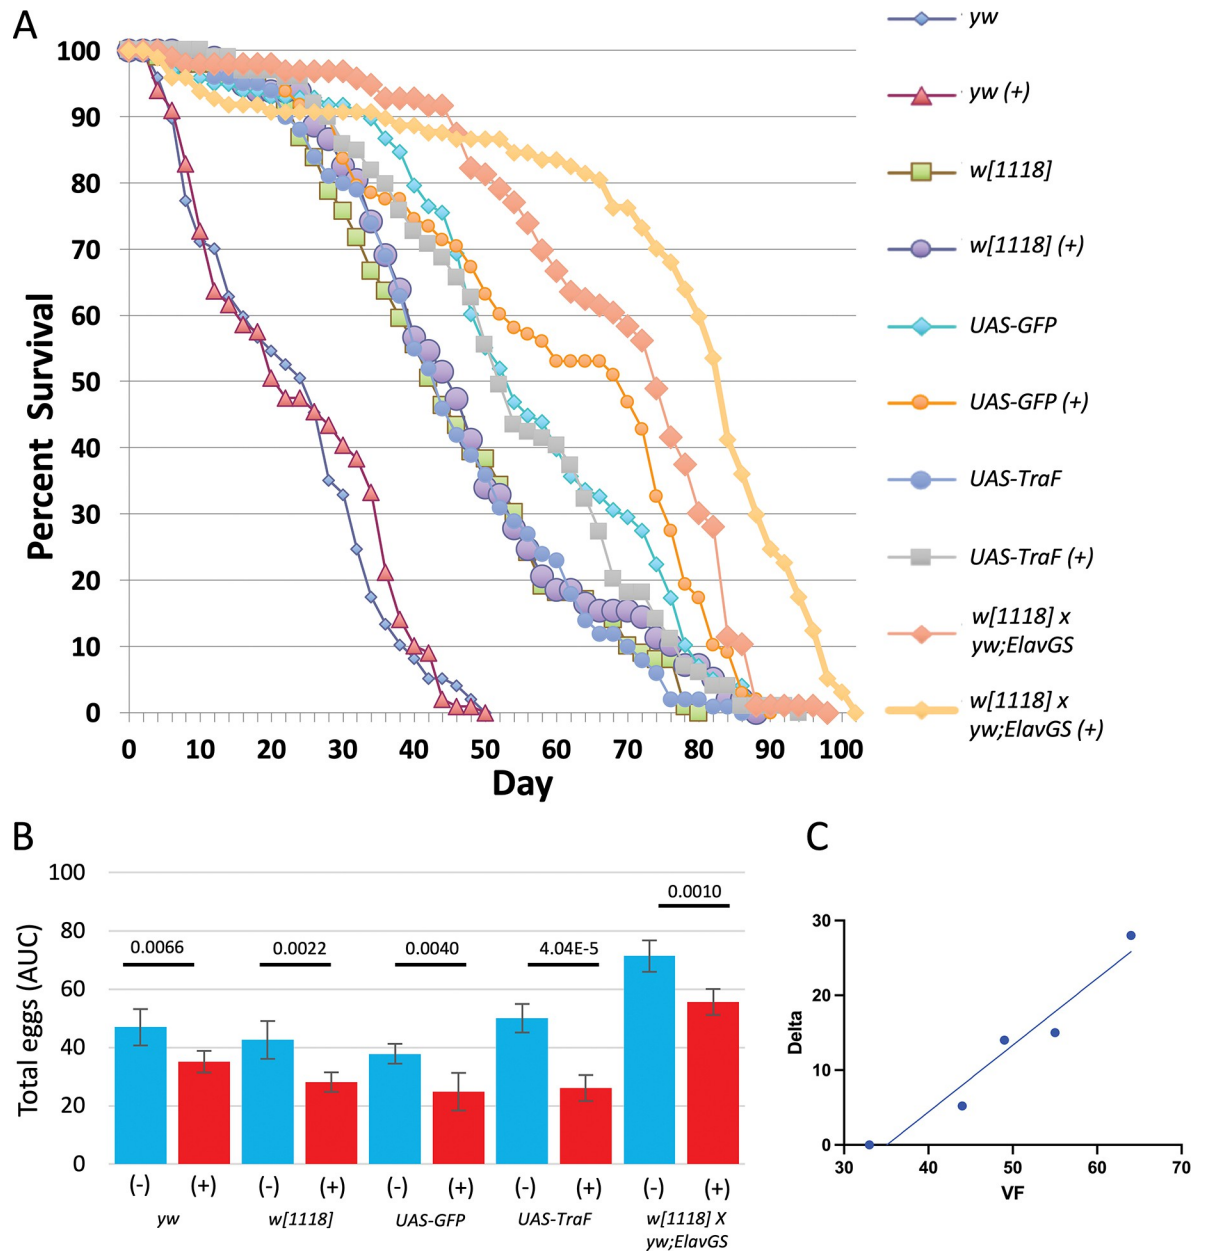 A
yw
yw (+)
w[1118]
w[1118] (+)
UAS-GFP
UAS-GFP (+)
UAS-TraF
UAS-TraF (+)
w[1118] x
yw;ElavGS
w[1118] x
yw;ElavGS (+)
Percent Survival
100
90
80
70
60
50
40
30
20
10
0
0 10 20 30 40 50 60 70 80 90 100
Day
B
Total eggs (AUC)
100
80
60
40
20
0
0.0066
0.0022
0.0040
4.04E-5
0.0010
(-) (+) (-) (+) (-) (+) (-) (+) (-) (+)
yw w[1118] UAS-GFP UAS-TraF w[1118] X
yw;ElavGS
C
Delta
30
20
10
0
30 40 50 60 70
VF